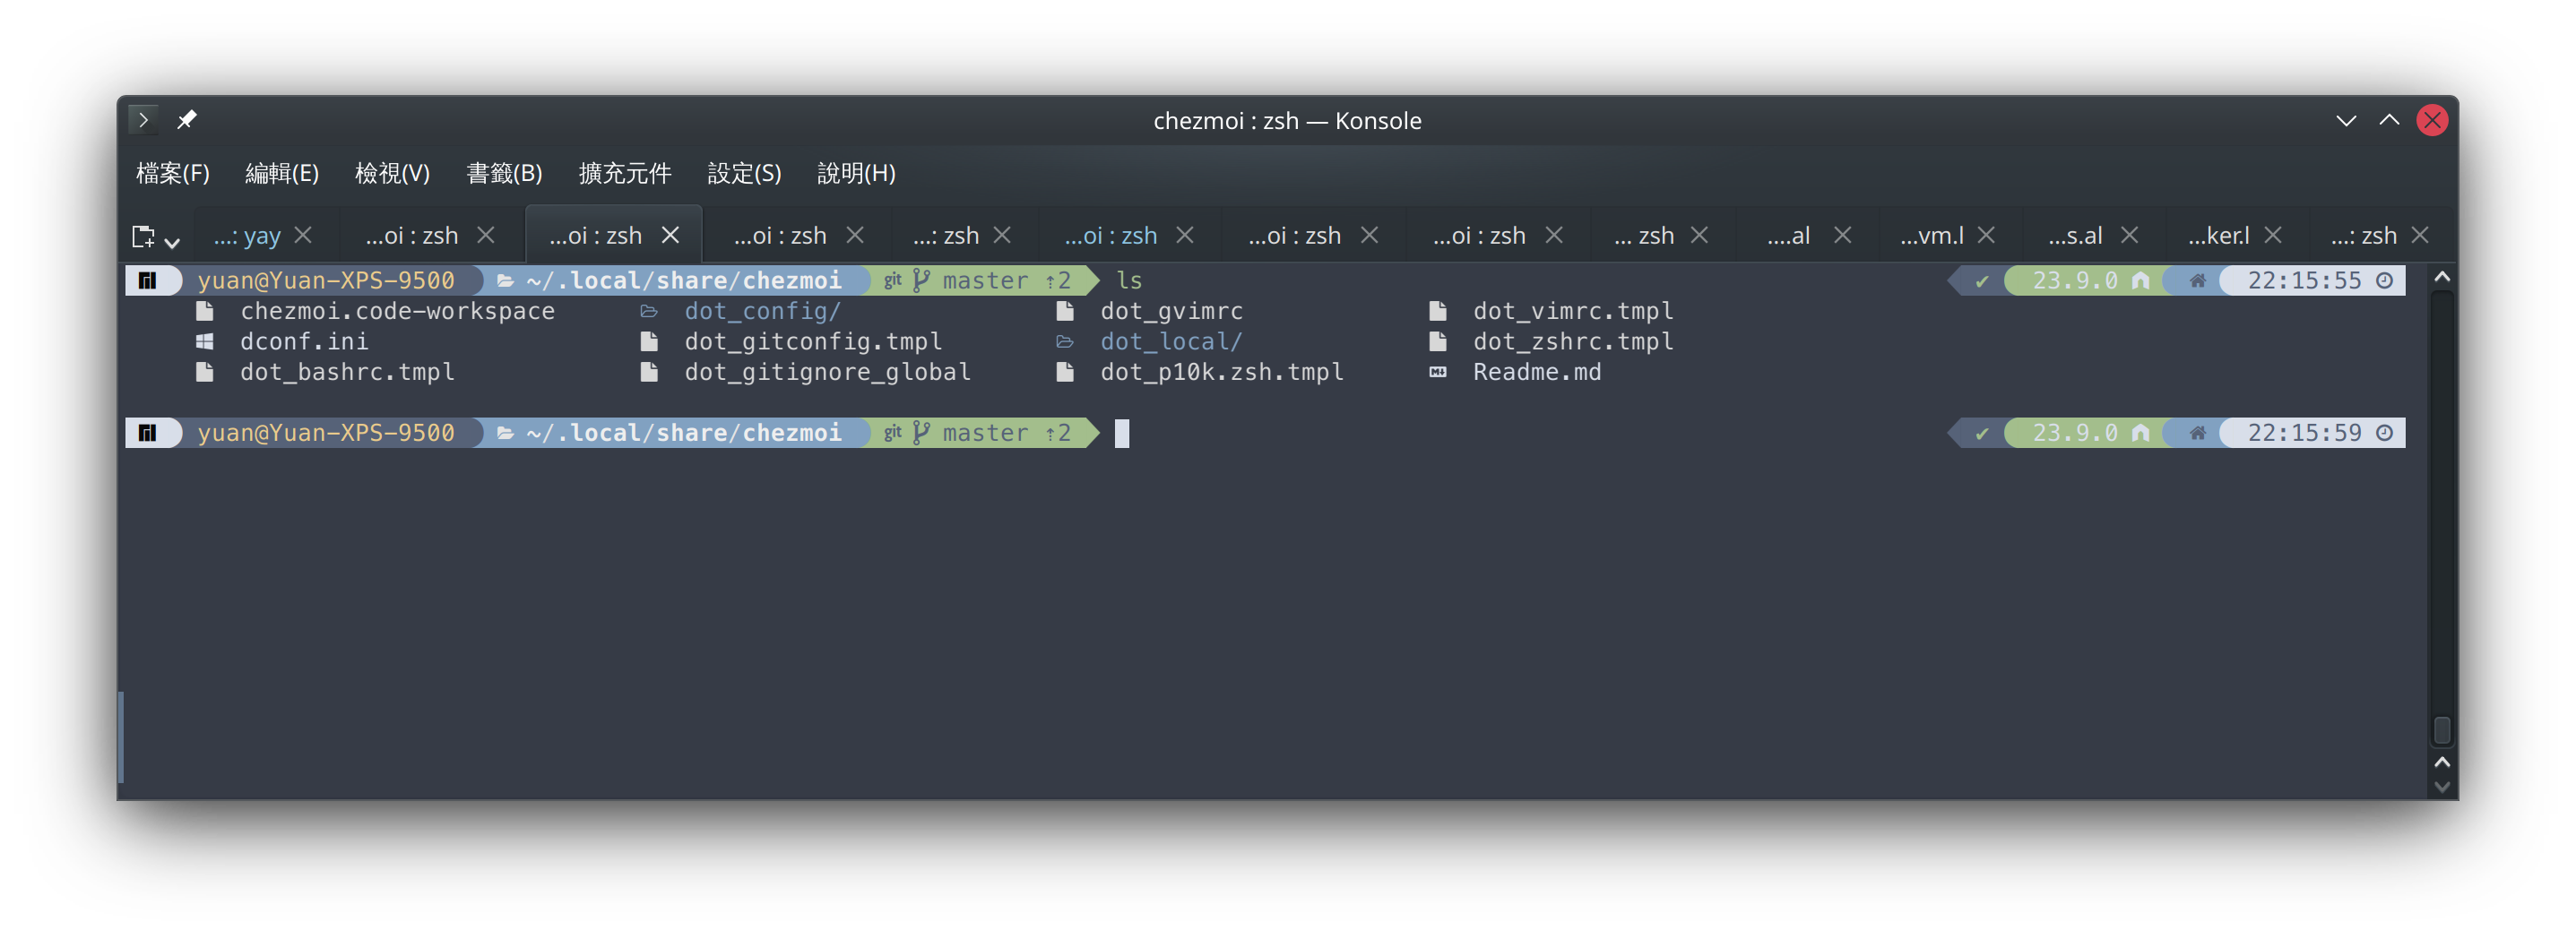 chezmoi : zsh — Konsole
檔案(F) 編輯(E) 檢視(V) 書籤(B) 擴充元件 設定(S) 說明(H)
...: yay ...oi : zsh ...oi : zsh ...oi : zsh ...: zsh ...oi : zsh ...oi : zsh ...oi : zsh ... zsh ....al ...vm.l ...s.al ...ker.l ...: zsh
yuan@Yuan-XPS-9500 ~/.local/share/chezmoi git master ⇡2 ls ✔ 23.9.0 22:15:55
chezmoi.code-workspace dot_config/ dot_gvimrc dot_vimrc.tmpl
dconf.ini dot_gitconfig.tmpl dot_local/ dot_zshrc.tmpl
dot_bashrc.tmpl dot_gitignore_global dot_p10k.zsh.tmpl Readme.md
yuan@Yuan-XPS-9500 ~/.local/share/chezmoi git master ⇡2 ✔ 23.9.0 22:15:59